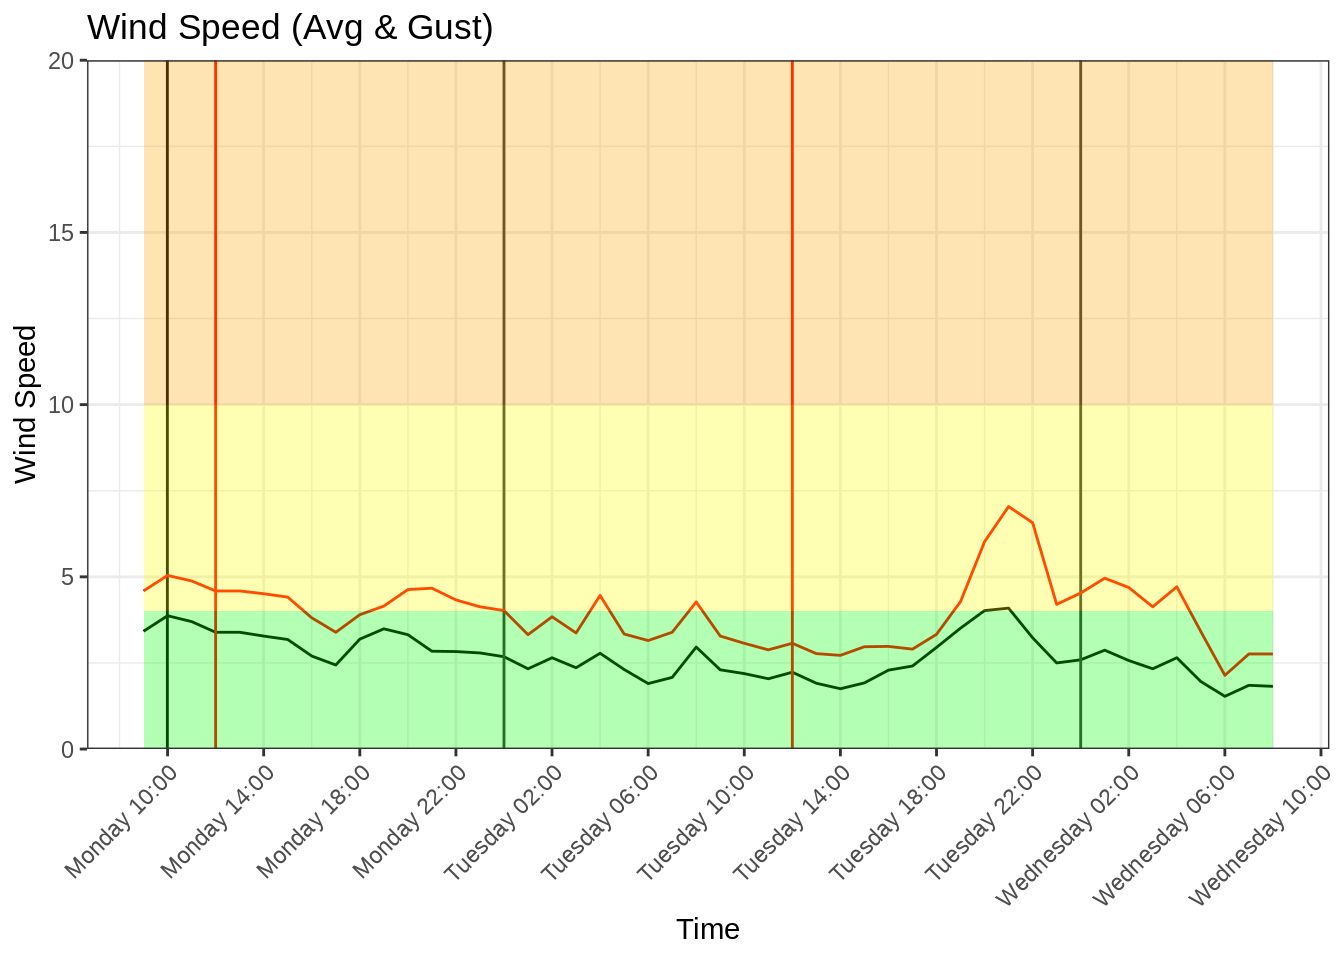 Wind Speed (Avg & Gust)
20
15
10
5
0
Wind Speed
Monday 10:00
Monday 14:00
Monday 18:00
Monday 22:00
Tuesday 02:00
Tuesday 06:00
Tuesday 10:00
Tuesday 14:00
Tuesday 18:00
Tuesday 22:00
Wednesday 02:00
Wednesday 06:00
Wednesday 10:00
Time